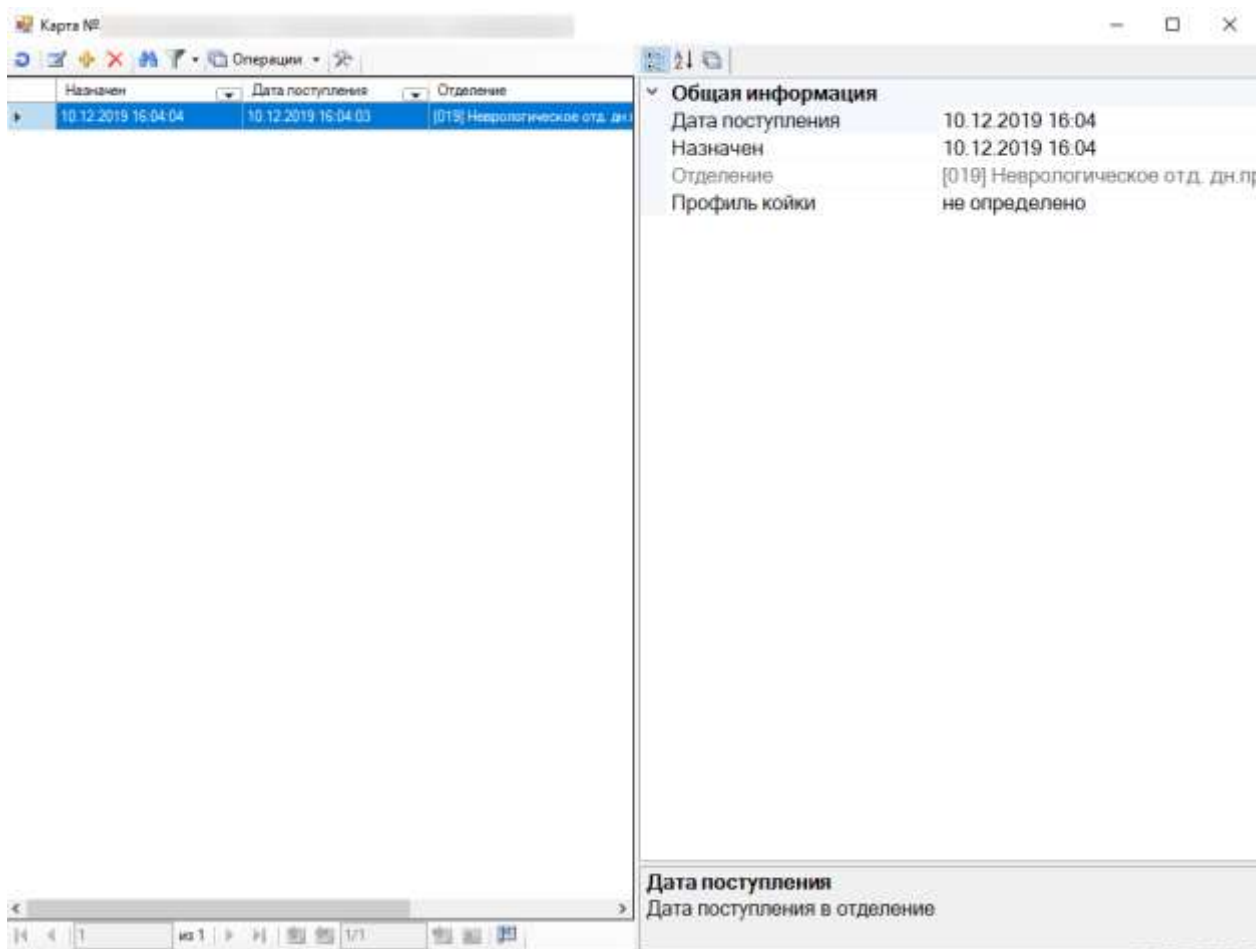 Карта №
Операции
Назначен Дата поступления Отделение
10.12.2019 16:04:04 10.12.2019 16:04:03 [019] Неврологическое отд. дн.
Общая информация
Дата поступления 10.12.2019 16:04
Назначен 10.12.2019 16:04
Отделение [019] Неврологическое отд. дн.пр
Профиль койки не определено
Дата поступления
Дата поступления в отделение
1 из 1 1/1